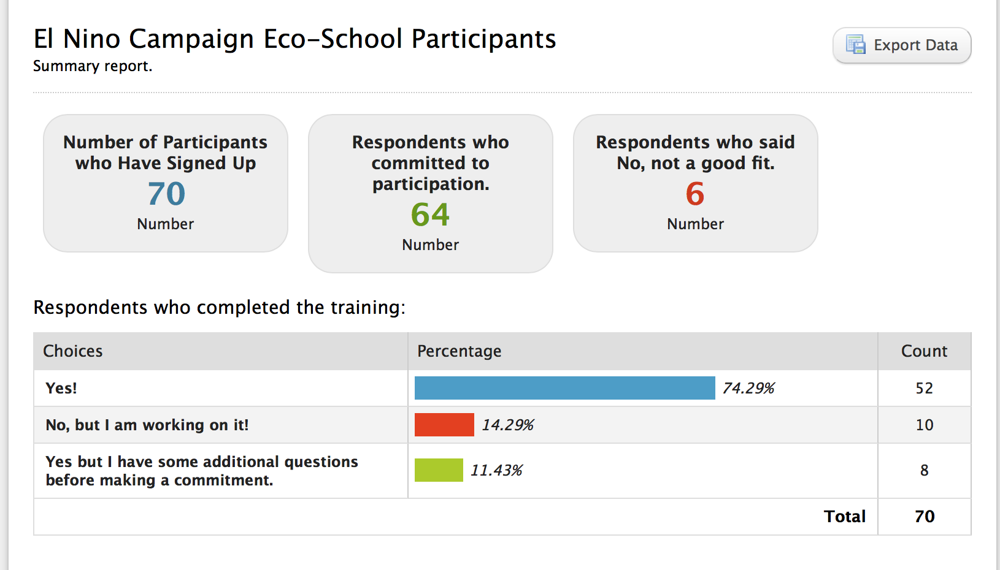 El Nino Campaign Eco-School Participants
Export Data
Summary report.
Number of Participants
who Have Signed Up
70
Number
Respondents who
committed to
participation.
64
Number
Respondents who said
No, not a good fit.
6
Number
Respondents who completed the training:
Choices Percentage Count
Yes! 74.29% 52
No, but I am working on it! 14.29% 10
Yes but I have some additional questions
before making a commitment. 11.43% 8
Total 70